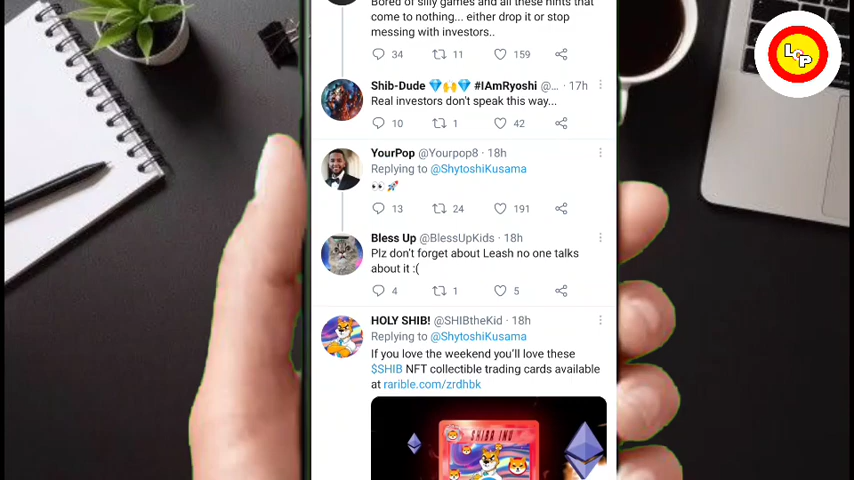 Bored of silly games and all these hints that
come to nothing... either drop it or stop
messing with investors..
34 11 159
Shib-Dude 💎🙌💎 #IAmRyoshi @... · 17h
Real investors don't speak this way...
10 1 42
YourPop @Yourpop8 · 18h
Replying to @ShytoshiKusama
👀🚀
13 24 191
Bless Up @BlessUpKids · 18h
Plz don't forget about Leash no one talks
about it :(
4 1 5
HOLY SHIB! @SHIBtheKid · 18h
Replying to @ShytoshiKusama
If you love the weekend you'll love these
$SHIB NFT collectible trading cards available
at rarible.com/zrdhbk
SHIBA INU
LCP